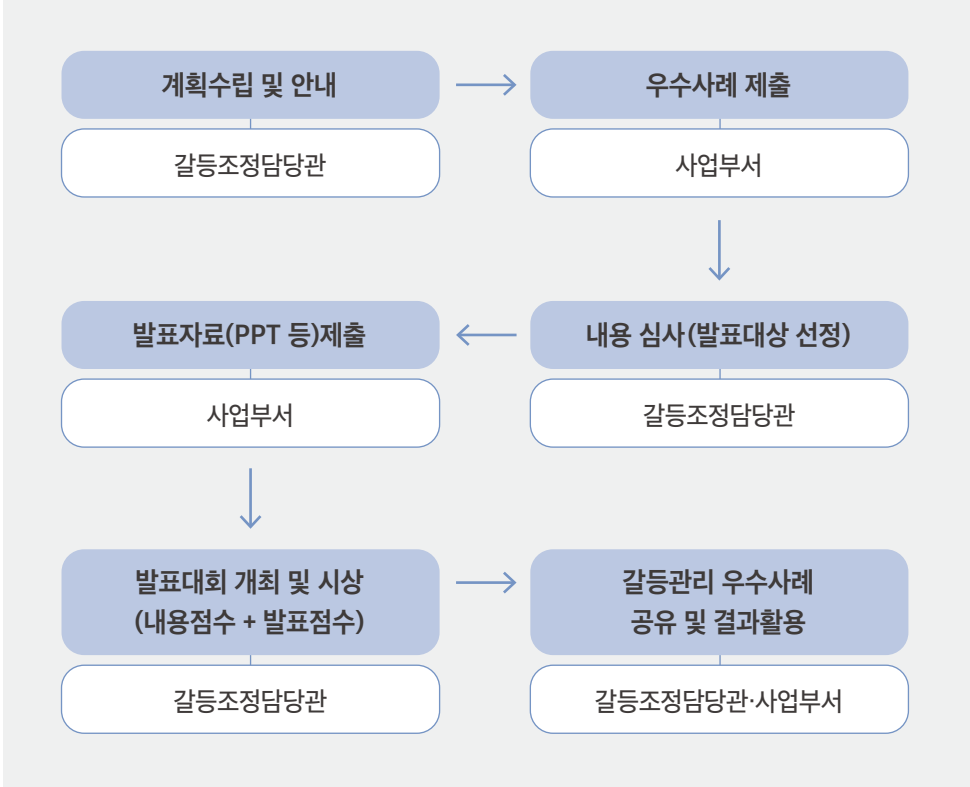 계획수립 및 안내
갈등조정담당관
우수사례 제출
사업부서
내용 심사(발표대상 선정)
갈등조정담당관
발표자료(PPT 등)제출
사업부서
발표대회 개최 및 시상
(내용점수 + 발표점수)
갈등조정담당관
갈등관리 우수사례
공유 및 결과활용
갈등조정담당관·사업부서